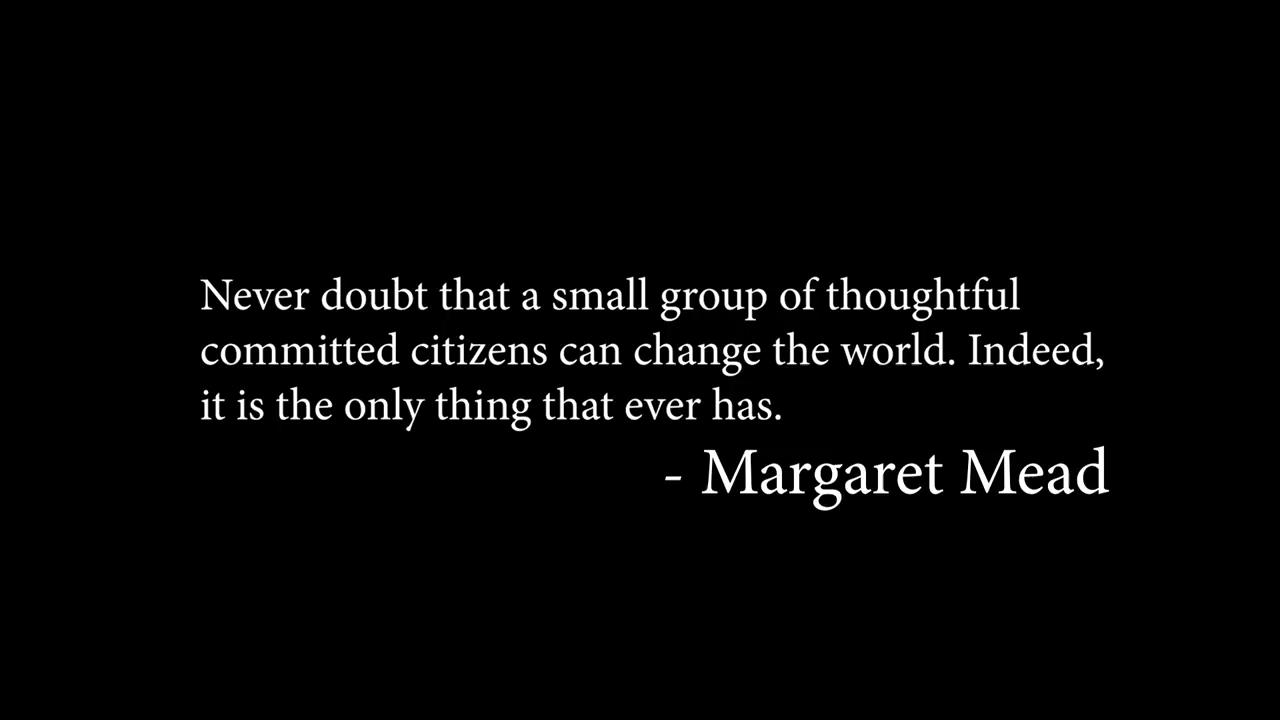 Never doubt that a small group of thoughtful
committed citizens can change the world. Indeed,
it is the only thing that ever has.
- Margaret Mead